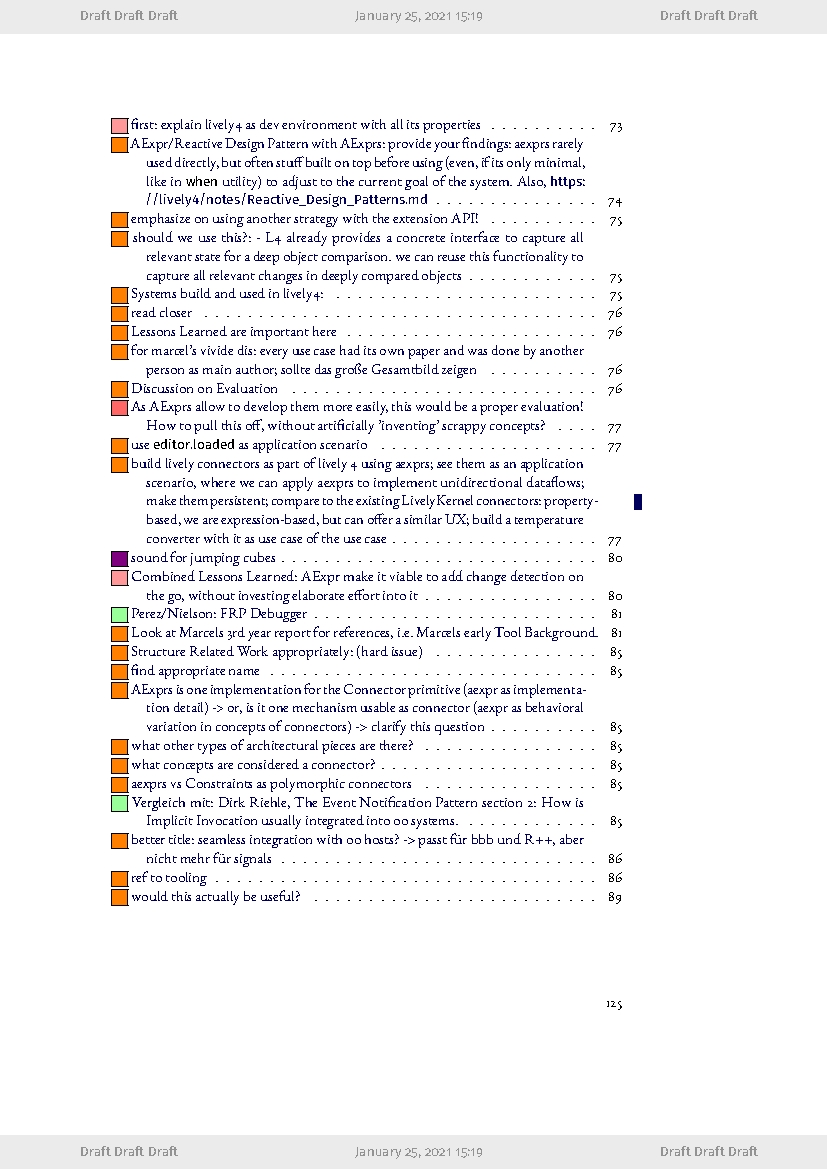 Draft Draft Draft January 25, 2021 15:19 Draft Draft Draft
first: explain lively4 as dev environment with all its properties . . . . . . . . . . 73
AExpr/Reactive Design Pattern with AExprs: provide your findings: aexprs rarely
used directly, but often stuff built on top before using (even, if its only minimal,
like in when utility) to adjust to the current goal of the system. Also, https:
//lively4/notes/Reactive_Design_Patterns.md . . . . . . . . . . . . . . . 74
emphasize on using another strategy with the extension API! . . . . . . . . . . . 75
should we use this?: - L4 already provides a concrete interface to capture all
relevant state for a deep object comparison. we can reuse this functionality to
capture all relevant changes in deeply compared objects . . . . . . . . . . . . 75
Systems build and used in lively4: . . . . . . . . . . . . . . . . . . . . . . . . 75
read closer . . . . . . . . . . . . . . . . . . . . . . . . . . . . . . . . . . . . 76
Lessons Learned are important here . . . . . . . . . . . . . . . . . . . . . . . 76
for marcel's vivide dis: every use case had its own paper and was done by another
person as main author; sollte das große Gesamtbild zeigen . . . . . . . . . . 76
Discussion on Evaluation . . . . . . . . . . . . . . . . . . . . . . . . . . . . 76
As AExprs allow to develop them more easily, this would be a proper evaluation!
How to pull this off, without artificially 'inventing' scrappy concepts? . . . . 77
use editor.loaded as application scenario . . . . . . . . . . . . . . . . . . . . 77
build lively connectors as part of lively 4 using aexprs; see them as an application
scenario, where we can apply aexprs to implement unidirectional dataflows;
make them persistent; compare to the existing LivelyKernel connectors: property-
based, we are expression-based, but can offer a similar UX; build a temperature
converter with it as use case of the use case . . . . . . . . . . . . . . . . . . . 77
sound for jumping cubes . . . . . . . . . . . . . . . . . . . . . . . . . . . . . 80
Combined Lessons Learned: AExpr make it viable to add change detection on
the go, without investing elaborate effort into it . . . . . . . . . . . . . . . . 80
Perez/Nielson: FRP Debugger . . . . . . . . . . . . . . . . . . . . . . . . . . 81
Look at Marcels 3rd year report for references, i.e. Marcels early Tool Background. 81
Structure Related Work appropriately: (hard issue) . . . . . . . . . . . . . . . 85
find appropriate name . . . . . . . . . . . . . . . . . . . . . . . . . . . . . . 85
AExprs is one implementation for the Connector primitive (aexpr as implementa-
tion detail) -> or, is it one mechanism usable as connector (aexpr as behavioral
variation in concepts of connectors) -> clarify this question . . . . . . . . . . 85
what other types of architectural pieces are there? . . . . . . . . . . . . . . . . 85
what concepts are considered a connector? . . . . . . . . . . . . . . . . . . . . 85
aexprs vs Constraints as polymorphic connectors . . . . . . . . . . . . . . . . 85
Vergleich mit: Dirk Riehle, The Event Notification Pattern section 2: How is
Implicit Invocation usually integrated into oo systems. . . . . . . . . . . . . 85
better title: seamless integration with oo hosts? -> passt für bbb und R++, aber
nicht mehr für signals . . . . . . . . . . . . . . . . . . . . . . . . . . . . . 86
ref to tooling . . . . . . . . . . . . . . . . . . . . . . . . . . . . . . . . . . . 86
would this actually be useful? . . . . . . . . . . . . . . . . . . . . . . . . . . 89
125
Draft Draft Draft January 25, 2021 15:19 Draft Draft Draft